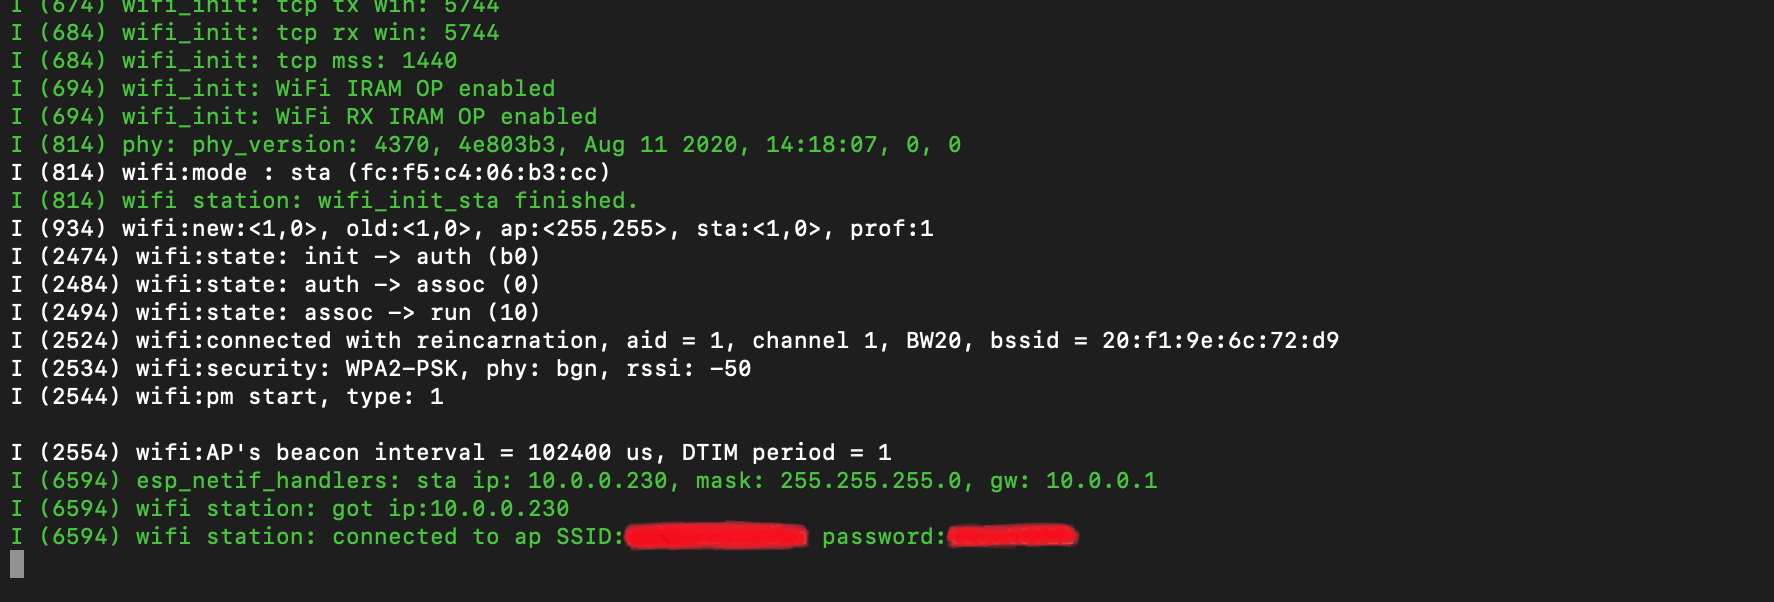 I (674) wifi_init: tcp tx win: 5744
I (684) wifi_init: tcp rx win: 5744
I (684) wifi_init: tcp mss: 1440
I (694) wifi_init: WiFi IRAM OP enabled
I (694) wifi_init: WiFi RX IRAM OP enabled
I (814) phy: phy_version: 4370, 4e803b3, Aug 11 2020, 14:18:07, 0, 0
I (814) wifi:mode : sta (fc:f5:c4:06:b3:cc)
I (814) wifi station: wifi_init_sta finished.
I (934) wifi:new:<1,0>, old:<1,0>, ap:<255,255>, sta:<1,0>, prof:1
I (2474) wifi:state: init -> auth (b0)
I (2484) wifi:state: auth -> assoc (0)
I (2494) wifi:state: assoc -> run (10)
I (2524) wifi:connected with reincarnation, aid = 1, channel 1, BW20, bssid = 20:f1:9e:6c:72:d9
I (2534) wifi:security: WPA2-PSK, phy: bgn, rssi: -50
I (2544) wifi:pm start, type: 1
I (2554) wifi:AP's beacon interval = 102400 us, DTIM period = 1
I (6594) esp_netif_handlers: sta ip: 10.0.0.230, mask: 255.255.255.0, gw: 10.0.0.1
I (6594) wifi station: got ip:10.0.0.230
I (6594) wifi station: connected to ap SSID: password: